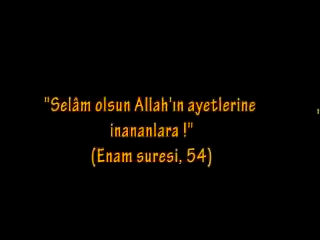 "Selâm olsun Allah'ın ayetlerine
inananlara !"
(Enam suresi, 54)